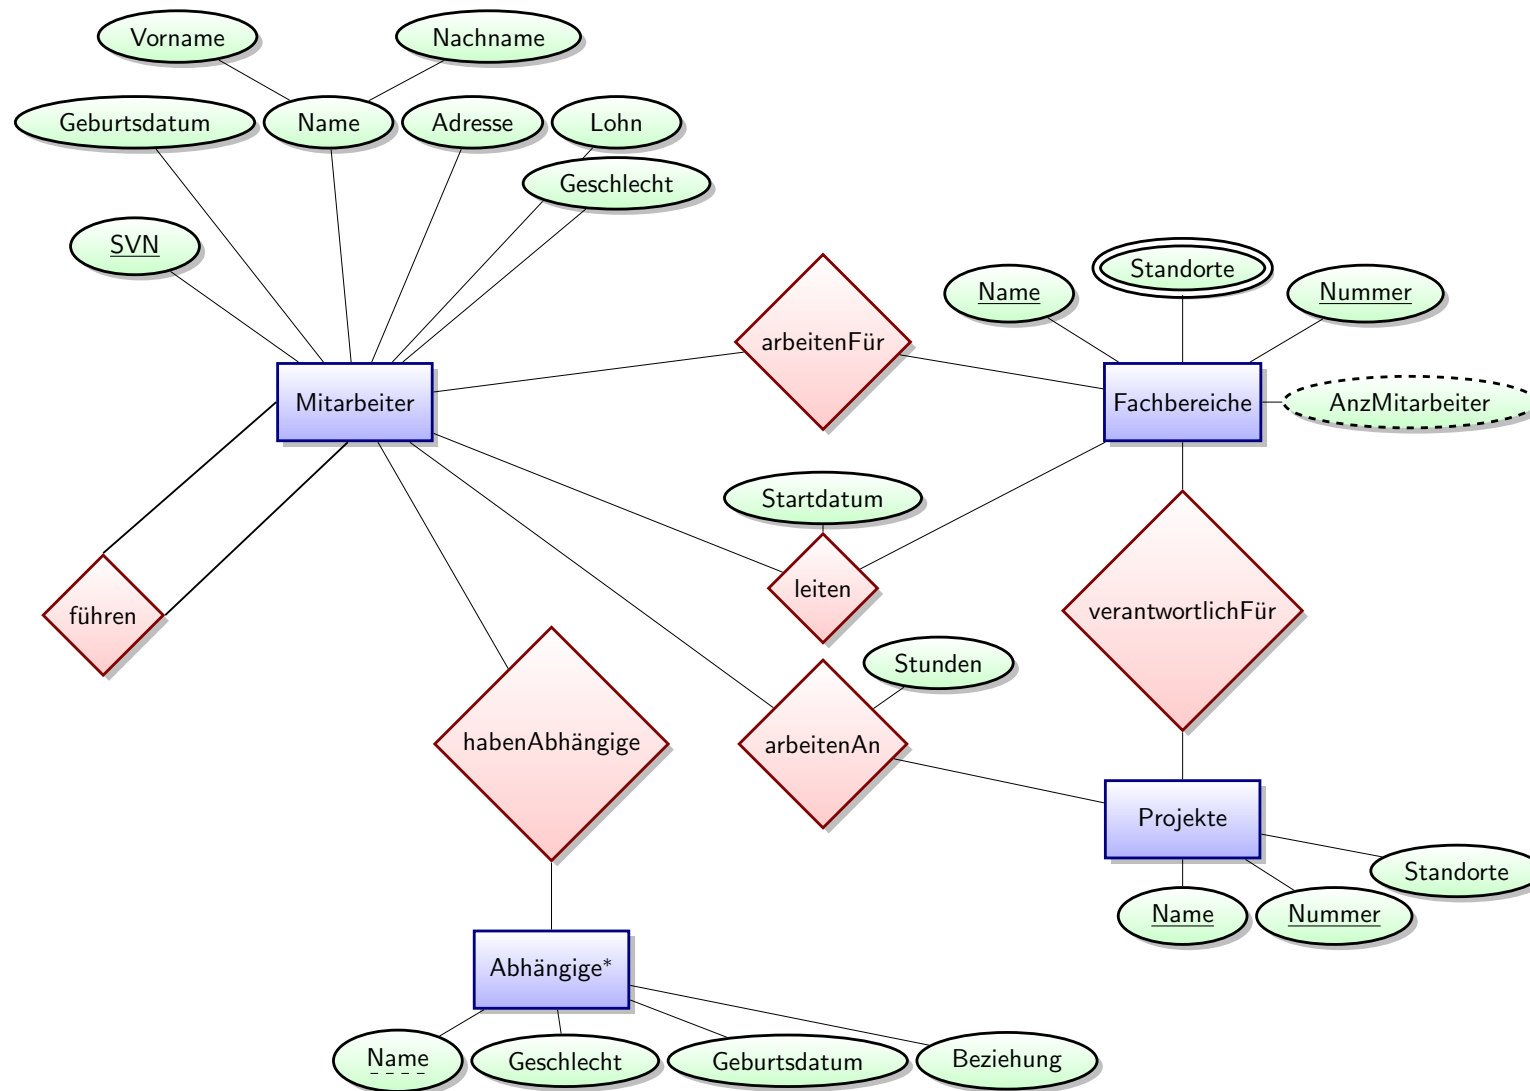 Vorname
Nachname
Geburtsdatum
Name
Adresse
Lohn
Geschlecht
SVN
Standorte
Name
Nummer
arbeitenFür
Mitarbeiter
Fachbereiche
AnzMitarbeiter
Startdatum
leiten
führen
verantwortlichFür
Stunden
habenAbhängige
arbeitenAn
Projekte
Standorte
Name
Nummer
Abhängige*
Name
Geschlecht
Geburtsdatum
Beziehung